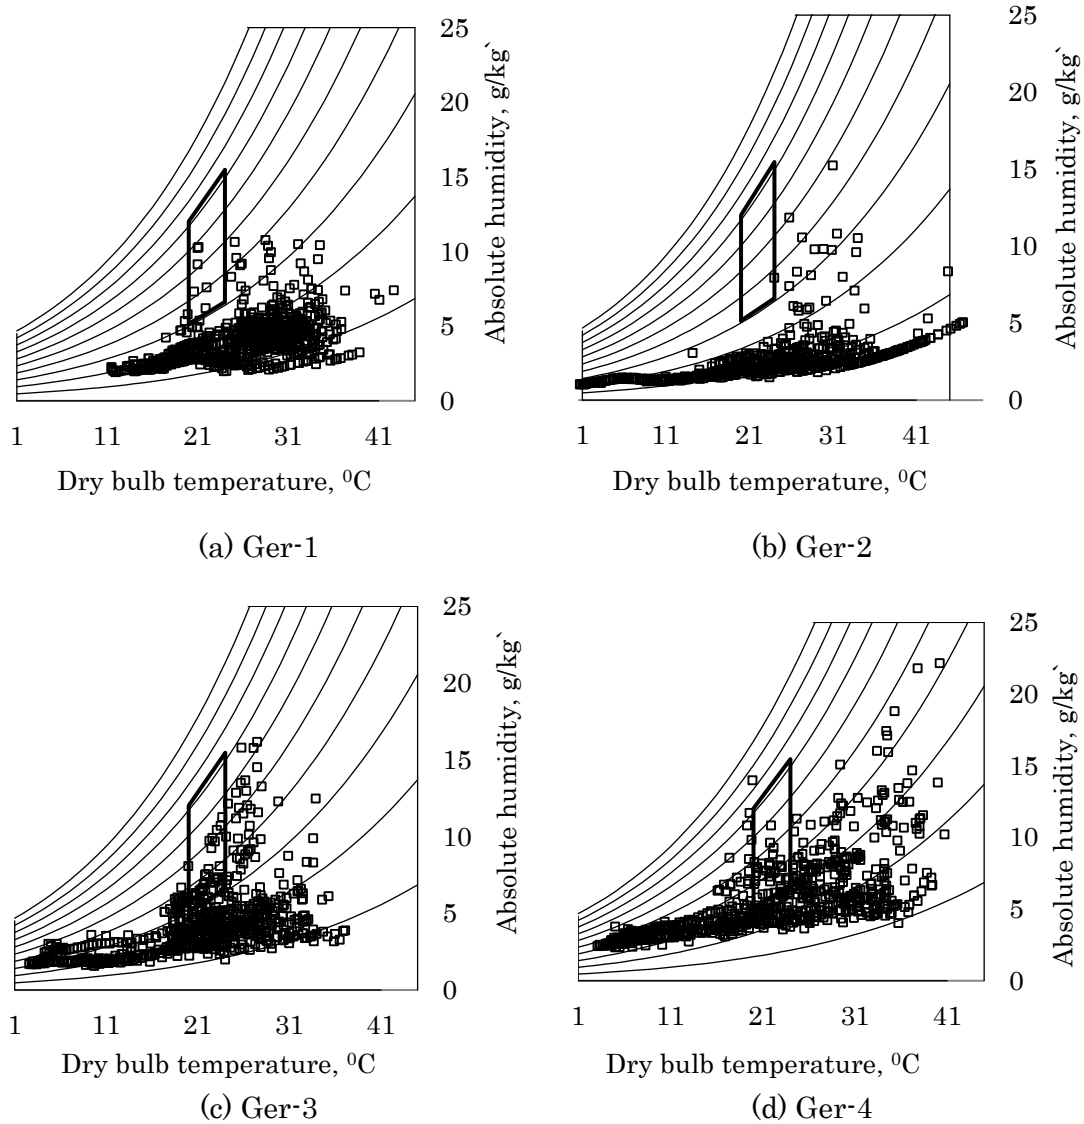 25
20
15
10
5
0
Absolute humidity, g/kg`
1 11 21 31 41
Dry bulb temperature, ⁰C
(a) Ger-1
25
20
15
10
5
0
Absolute humidity, g/kg`
1 11 21 31 41
Dry bulb temperature, ⁰C
(b) Ger-2
25
20
15
10
5
0
Absolute humidity, g/kg`
1 11 21 31 41
Dry bulb temperature, ⁰C
(c) Ger-3
25
20
15
10
5
0
Absolute humidity, g/kg`
1 11 21 31 41
Dry bulb temperature, ⁰C
(d) Ger-4